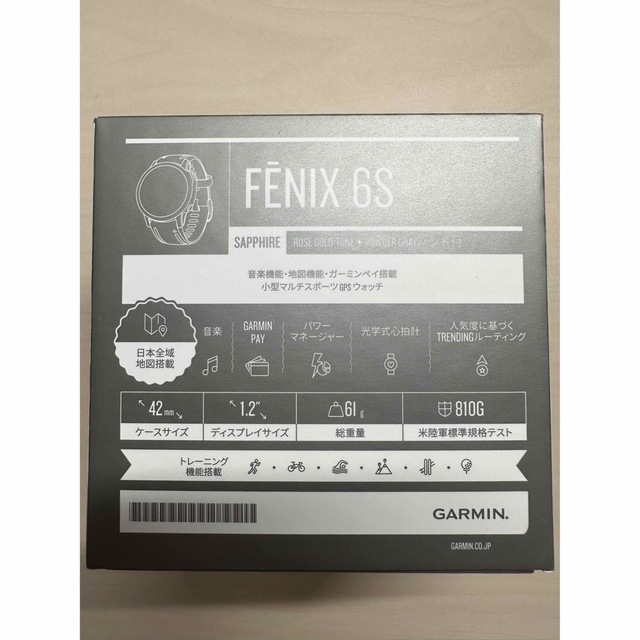 FĒNIX 6S
SAPPHIRE
ROSE GOLD-TONE • POWDER GRAY
音楽機能・地図機能・ガーミンペイ搭載
小型マルチスポーツGPSウォッチ
日本全域
地図搭載
音楽
GARMIN
PAY
パワー
マネージャー
光学式心拍計
人気度に基づく
TRENDINGルーティング
42mm
ケースサイズ
1.2"
ディスプレイサイズ
61g
総重量
810G
米陸軍標準規格テスト
トレーニング
機能搭載
GARMIN.
GARMIN.CO.JP